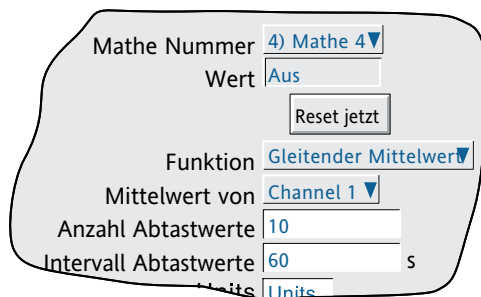 Mathe Nummer 4) Mathe 4
Wert Aus
Reset jetzt
Funktion Gleitender Mittelwert
Mittelwert von Channel 1
Anzahl Abtastwerte 10
Intervall Abtastwerte 60 s
Units Units